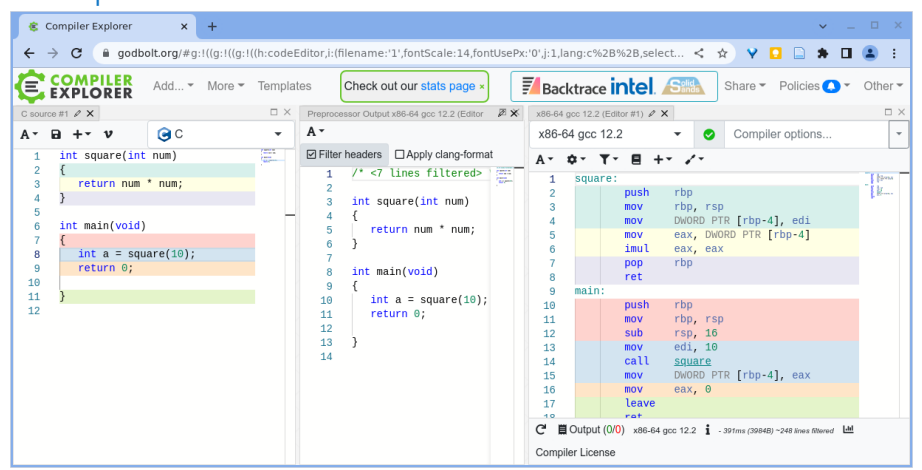 Compiler Explorer × +
godbolt.org/#g:!((g:!((g:!((h:codeEditor,i:(filename:'1',fontScale:14,fontUsePx:'0',j:1,lang:c%2B%2B,select...
COMPILER
EXPLORER
Add... More Templates
Check out our stats page ×
Backtrace intel. Solid Sands
Share Policies Other
C source #1
A + v
C
1 int square(int num)
2 {
3 return num * num;
4 }
5
6 int main(void)
7 {
8 int a = square(10);
9 return 0;
10
11 }
12
Preprocessor Output x86-64 gcc 12.2 (Editor
A
Filter headers Apply clang-format
1 /* <7 lines filtered>
2
3 int square(int num)
4 {
5 return num * num;
6 }
7
8 int main(void)
9 {
10 int a = square(10);
11 return 0;
12
13 }
14
x86-64 gcc 12.2 (Editor #1)
x86-64 gcc 12.2
Compiler options...
A
1 square:
2 push rbp
3 mov rbp, rsp
4 mov DWORD PTR [rbp-4], edi
5 mov eax, DWORD PTR [rbp-4]
6 imul eax, eax
7 pop rbp
8 ret
9 main:
10 push rbp
11 mov rbp, rsp
12 sub rsp, 16
13 mov edi, 10
14 call square
15 mov DWORD PTR [rbp-4], eax
16 mov eax, 0
17 leave
18 ret
Output (0/0) x86-64 gcc 12.2 i - 391ms (3984B) ~248 lines filtered
Compiler License